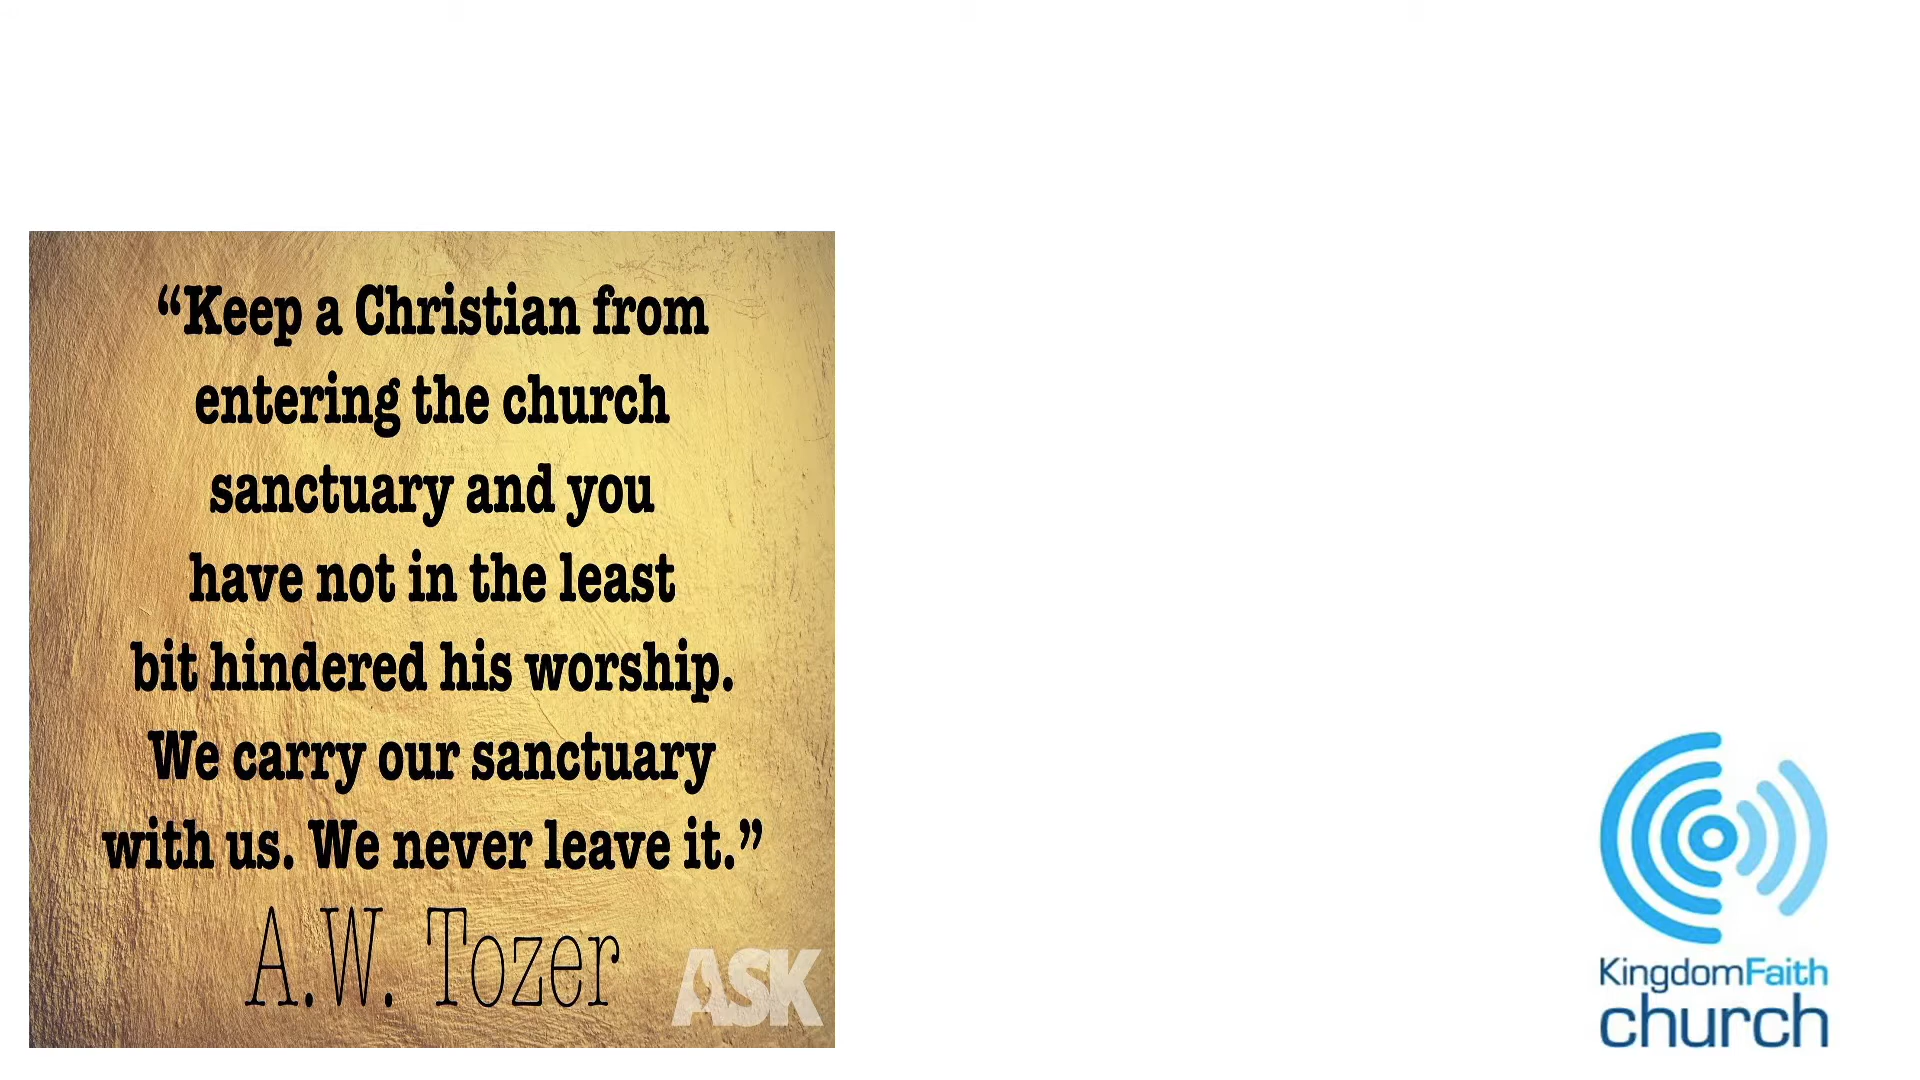 “Keep a Christian from
entering the church
sanctuary and you
have not in the least
bit hindered his worship.
We carry our sanctuary
with us. We never leave it.”
A.W. Tozer
ASK
KingdomFaith
church